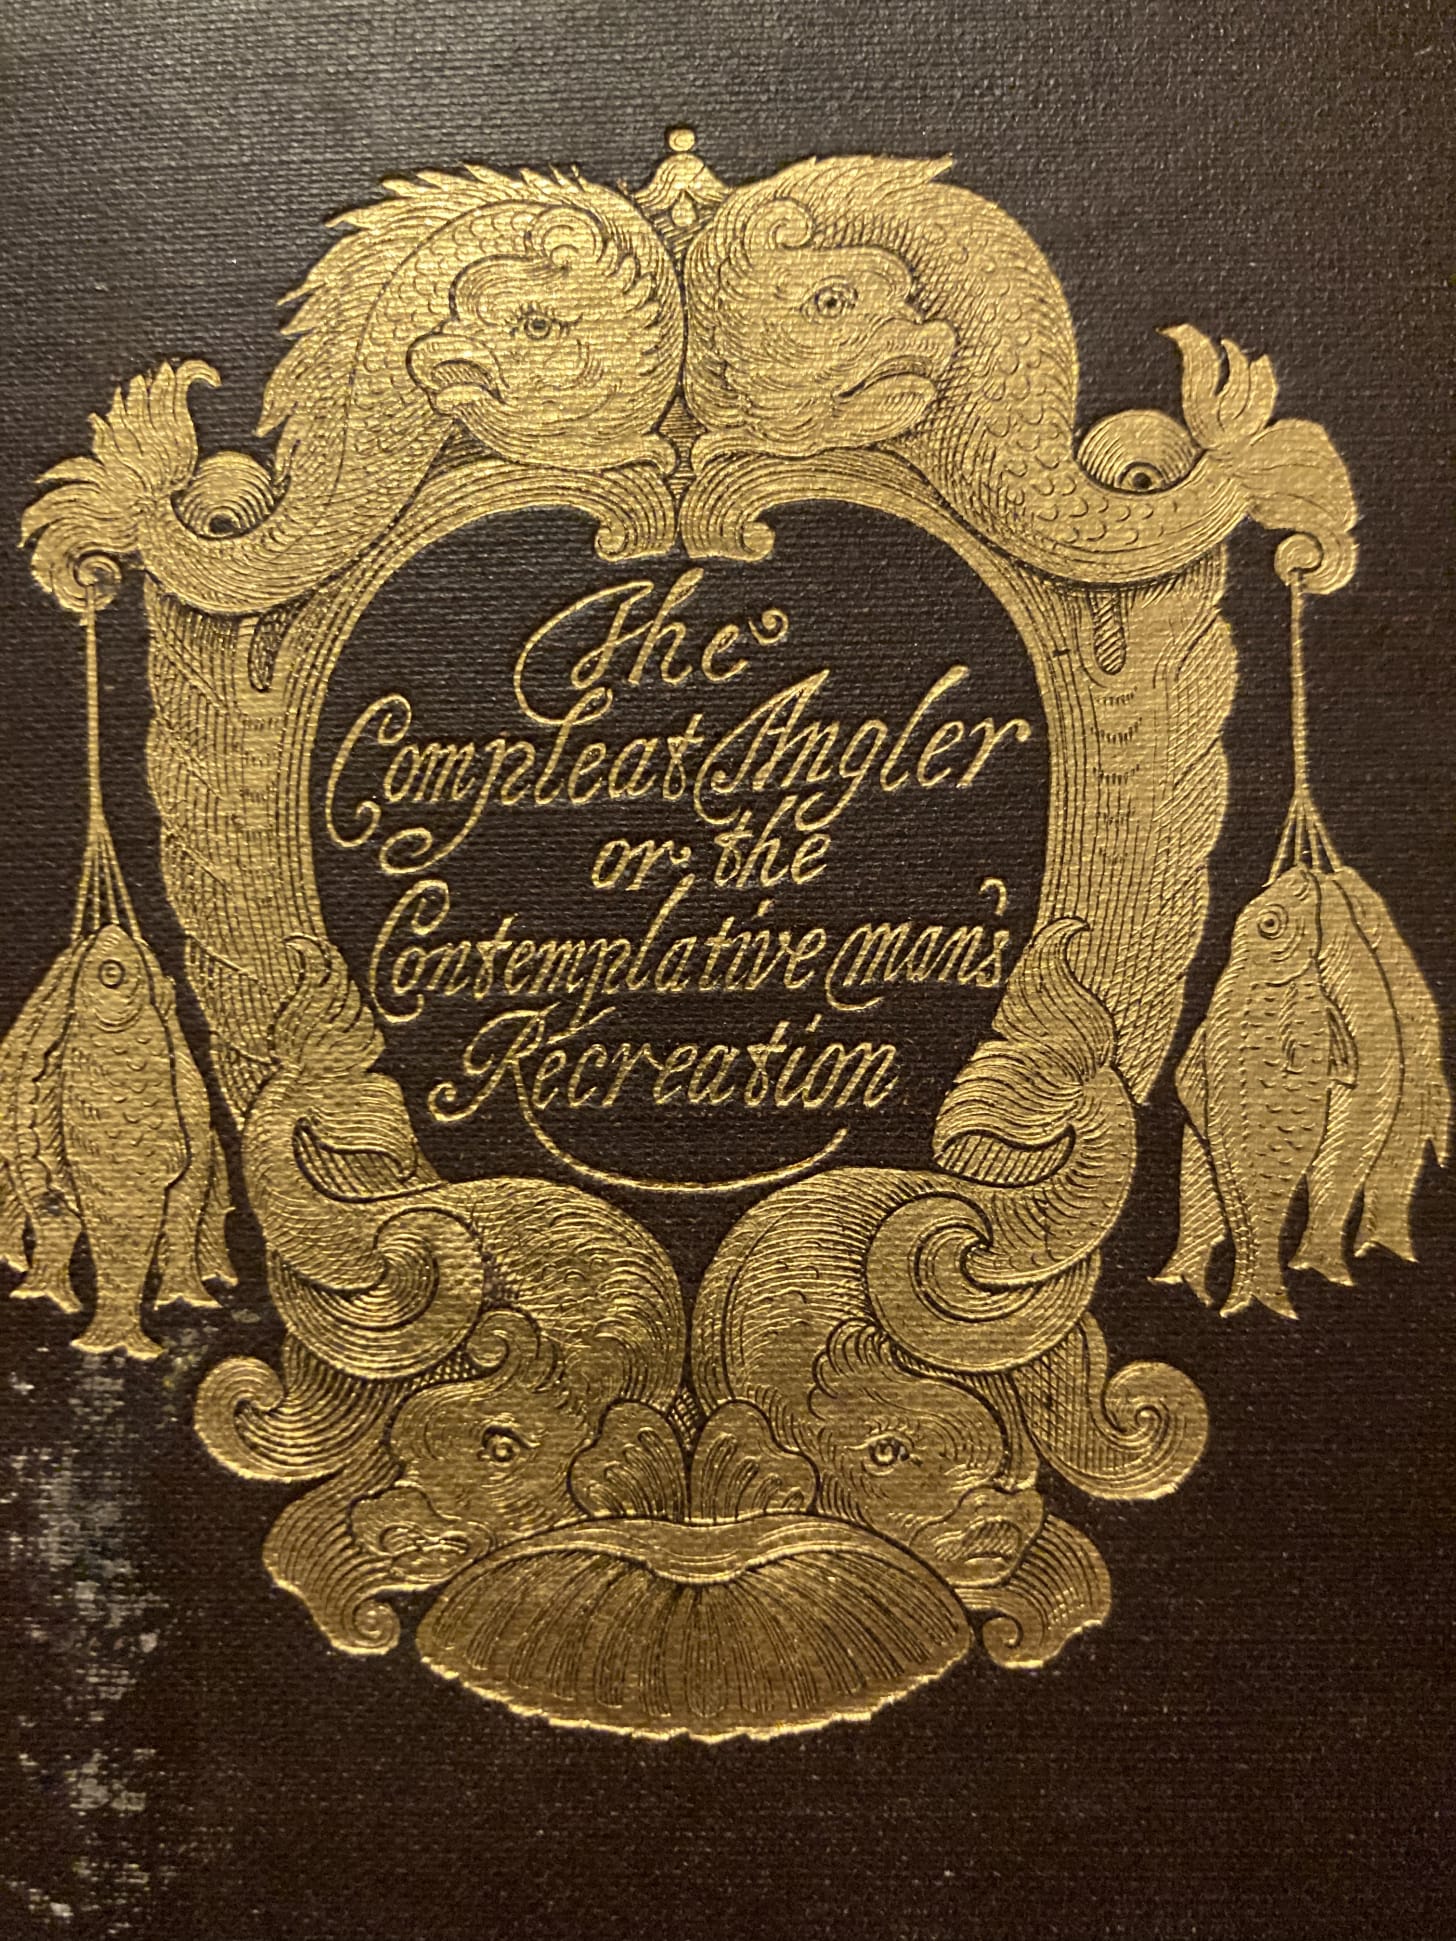 The
Compleat Angler
or the
Contemplative man's
Recreation